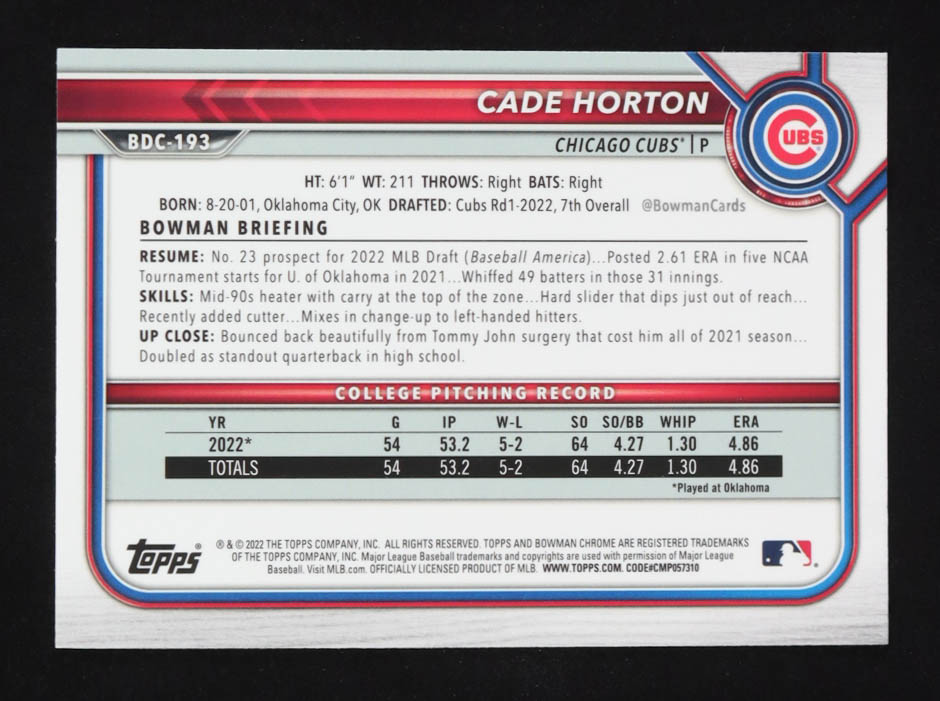 CADE HORTON
BDC-193
CHICAGO CUBS® | P
CUBS
HT: 6'1" WT: 211 THROWS: Right BATS: Right
BORN: 8-20-01, Oklahoma City, OK DRAFTED: Cubs Rd1-2022, 7th Overall @BowmanCards
BOWMAN BRIEFING
RESUME: No. 23 prospect for 2022 MLB Draft (Baseball America)...Posted 2.61 ERA in five NCAA
Tournament starts for U. of Oklahoma in 2021...Whiffed 49 batters in those 31 innings.
SKILLS: Mid-90s heater with carry at the top of the zone...Hard slider that dips just out of reach...
Recently added cutter...Mixes in change-up to left-handed hitters.
UP CLOSE: Bounced back beautifully from Tommy John surgery that cost him all of 2021 season...
Doubled as standout quarterback in high school.
COLLEGE PITCHING RECORD
YR G IP W-L SO SO/BB WHIP ERA
2022* 54 53.2 5-2 64 4.27 1.30 4.86
TOTALS 54 53.2 5-2 64 4.27 1.30 4.86
*Played at Oklahoma
topps®
® & © 2022 THE TOPPS COMPANY, INC. ALL RIGHTS RESERVED. TOPPS AND BOWMAN CHROME ARE REGISTERED TRADEMARKS
OF THE TOPPS COMPANY, INC. Major League Baseball trademarks and copyrights are used with permission of Major League
Baseball. Visit MLB.com. OFFICIALLY LICENSED PRODUCT OF MLB. WWW.TOPPS.COM. CODE#CMP057310